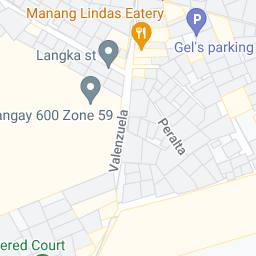 Manang Lindas Eatery
Gel's parking
Langka st
angay 600 Zone 59
Valenzuela
Peralta
ered Court